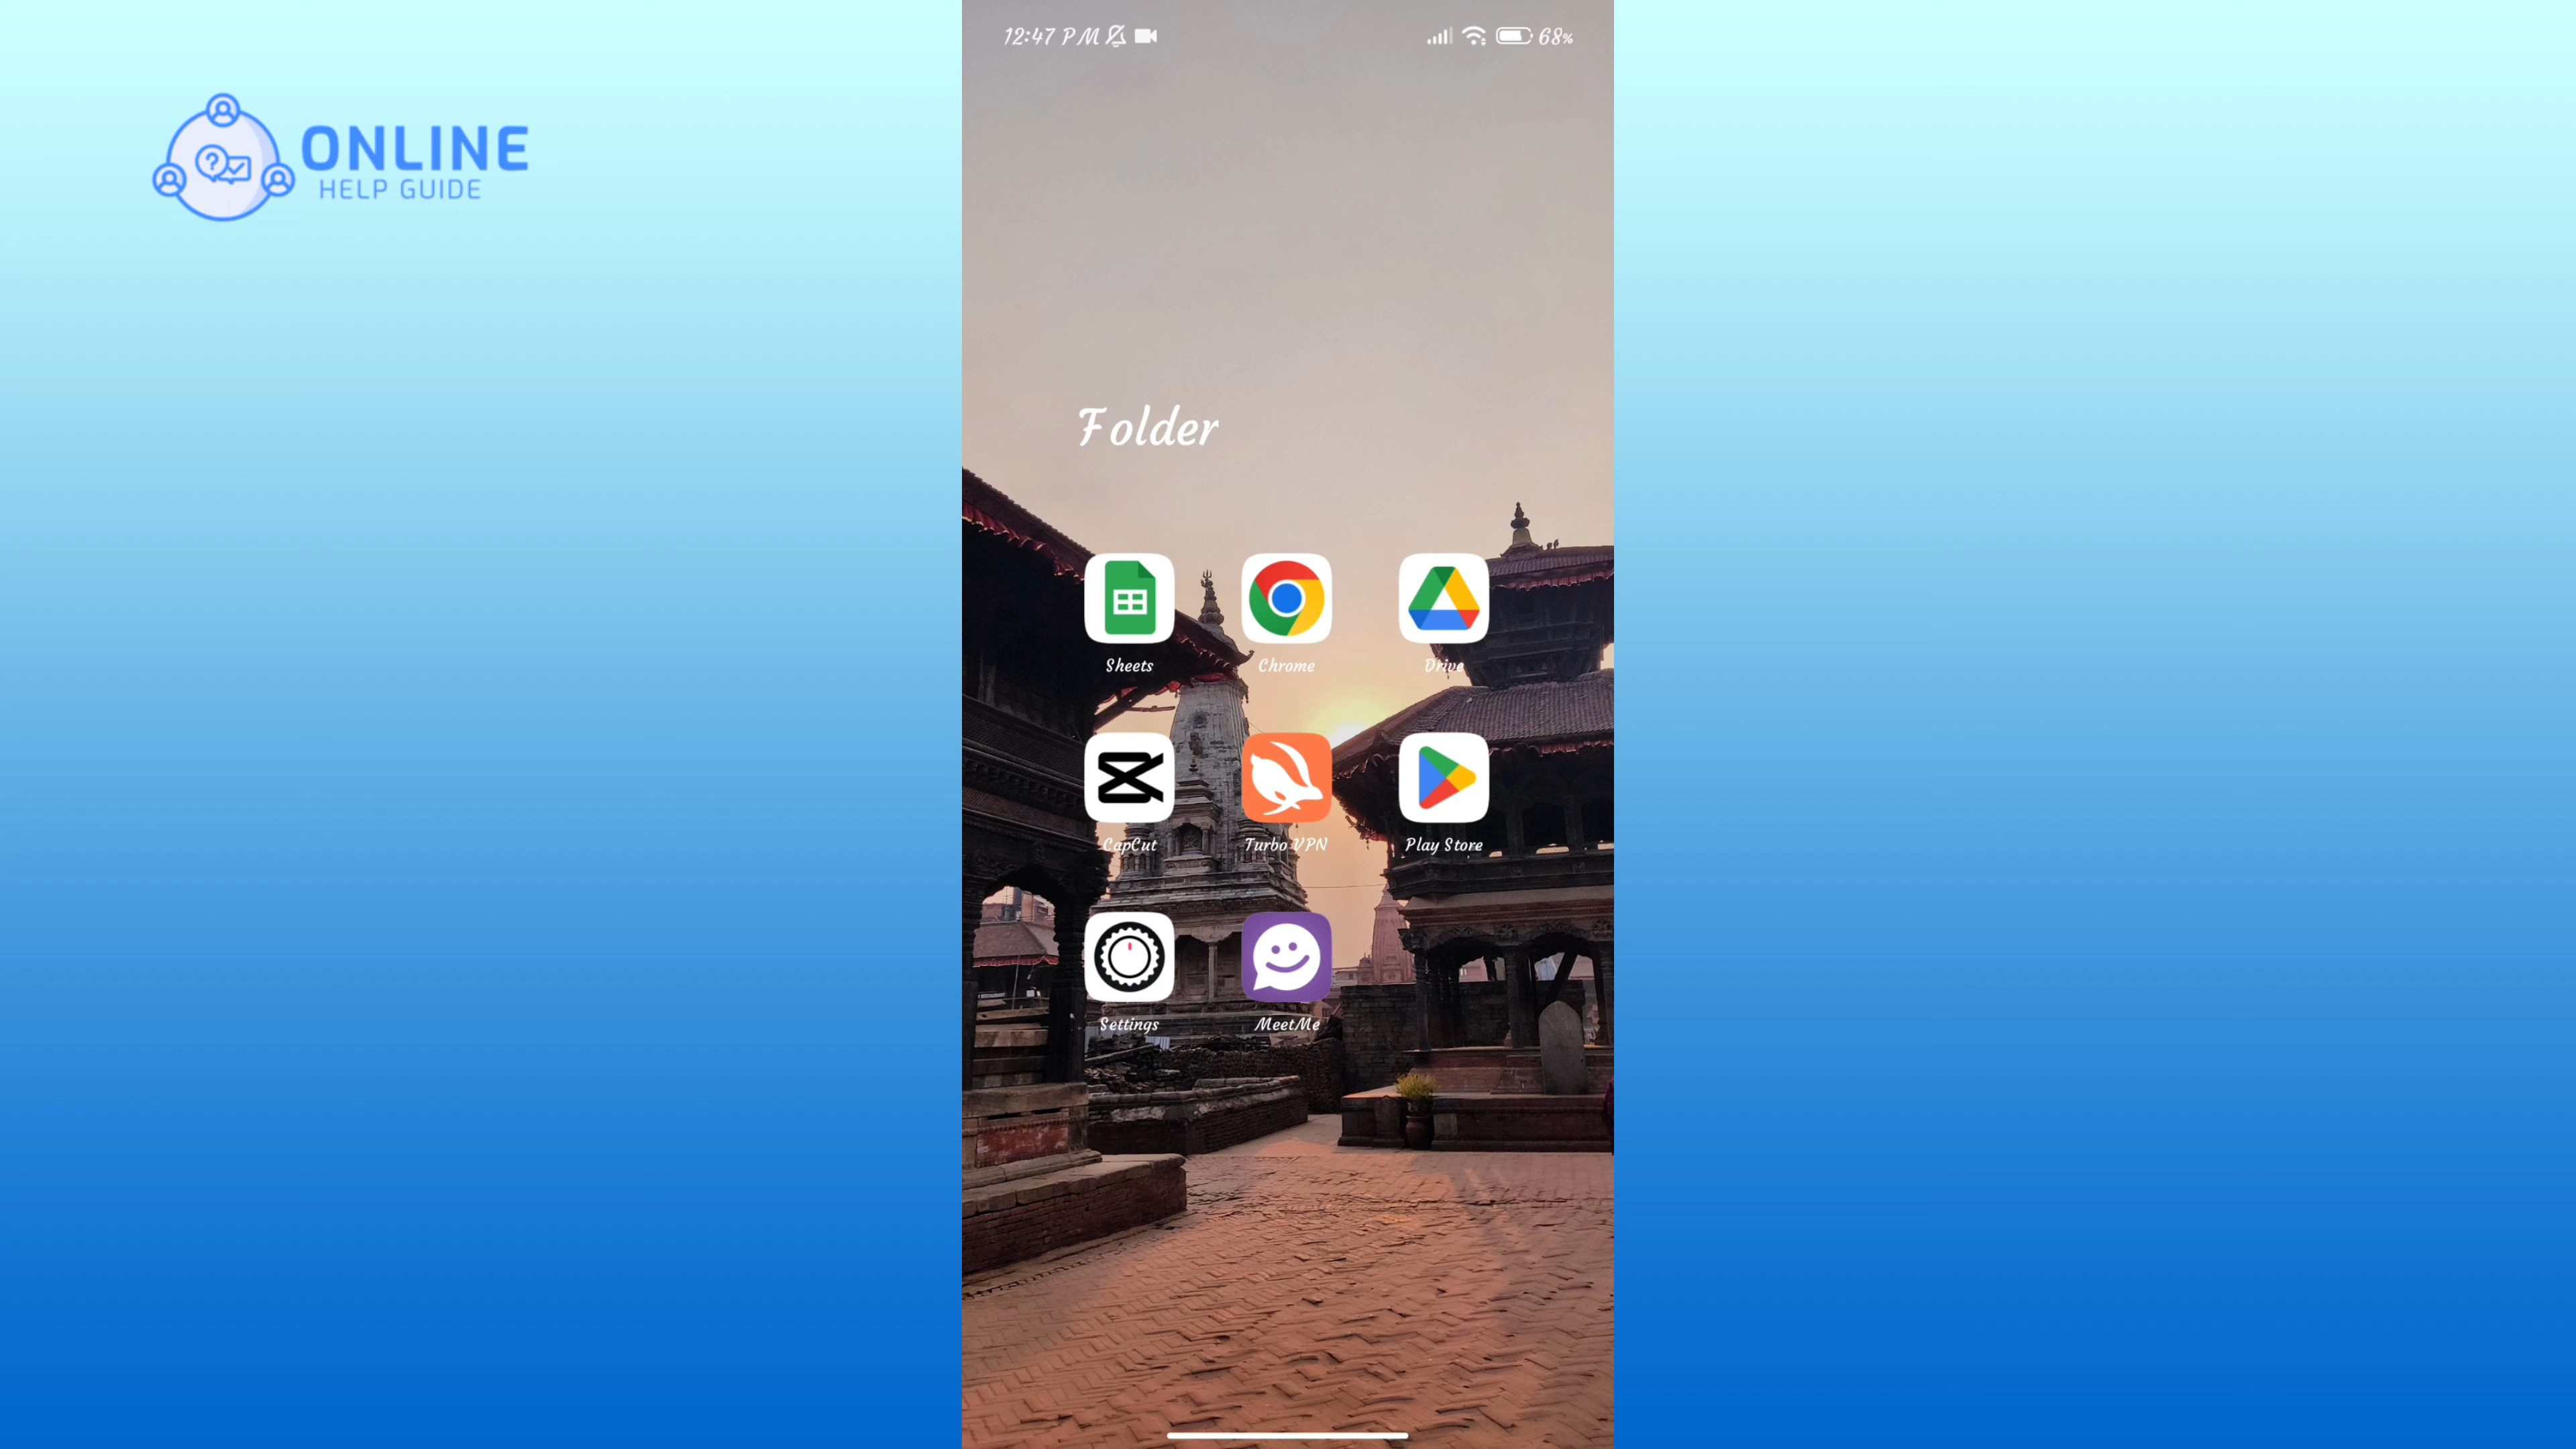 ONLINE
HELP GUIDE
12:47 PM 68%
Folder
Sheets Chrome Drive
CapCut Turbo VPN Play Store
Settings MeetMe